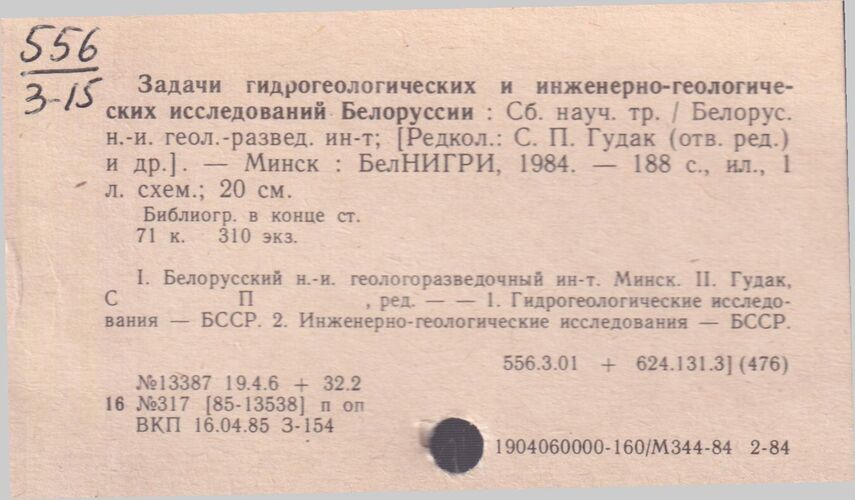 556
З-15
Задачи гидрогеологических и инженерно-геологиче-
ских исследований Белоруссии : Сб. науч. тр. / Белорус.
н.-и. геол.-развед. ин-т; [Редкол.: С. П. Гудак (отв. ред.)
и др.]. — Минск : БелНИГРИ, 1984. — 188 с., ил., 1
л. схем.; 20 см.
Библиогр. в конце ст.
71 к. 310 экз.
I. Белорусский н.-и. геологоразведочный ин-т. Минск. II. Гудак,
С П , ред. — — 1. Гидрогеологические исследо-
вания — БССР. 2. Инженерно-геологические исследования — БССР.
556.3.01 + 624.131.3] (476)
№13387 19.4.6 + 32.2
16 №317 [85-13538] п оп
ВКП 16.04.85 З-154
1904060000-160/М344-84 2-84